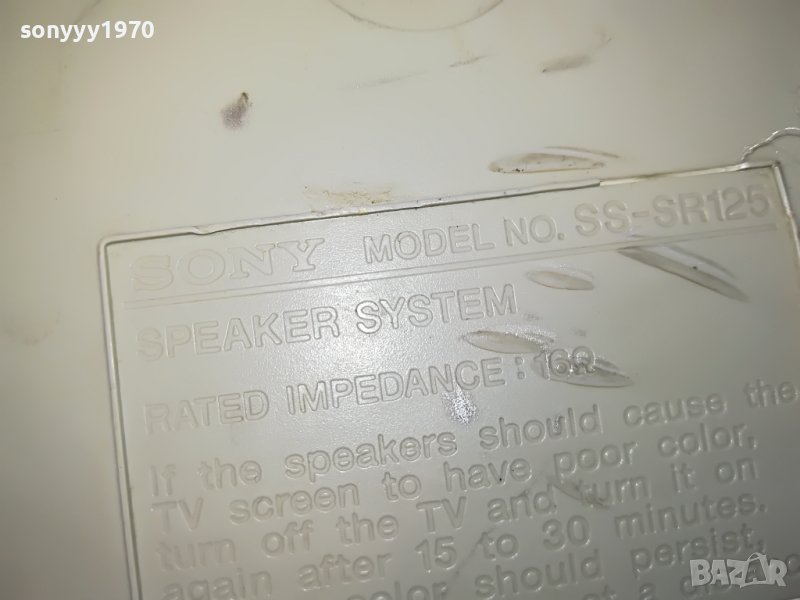 sonyyy1970
SONY MODEL NO. SS-SR125
SPEAKER SYSTEM
RATED IMPEDANCE : 16Ω
If the speakers should cause the
TV screen to have poor color,
turn off the TV and turn it on
again after 15 to 30 minutes.
color should persist,
BAZAR